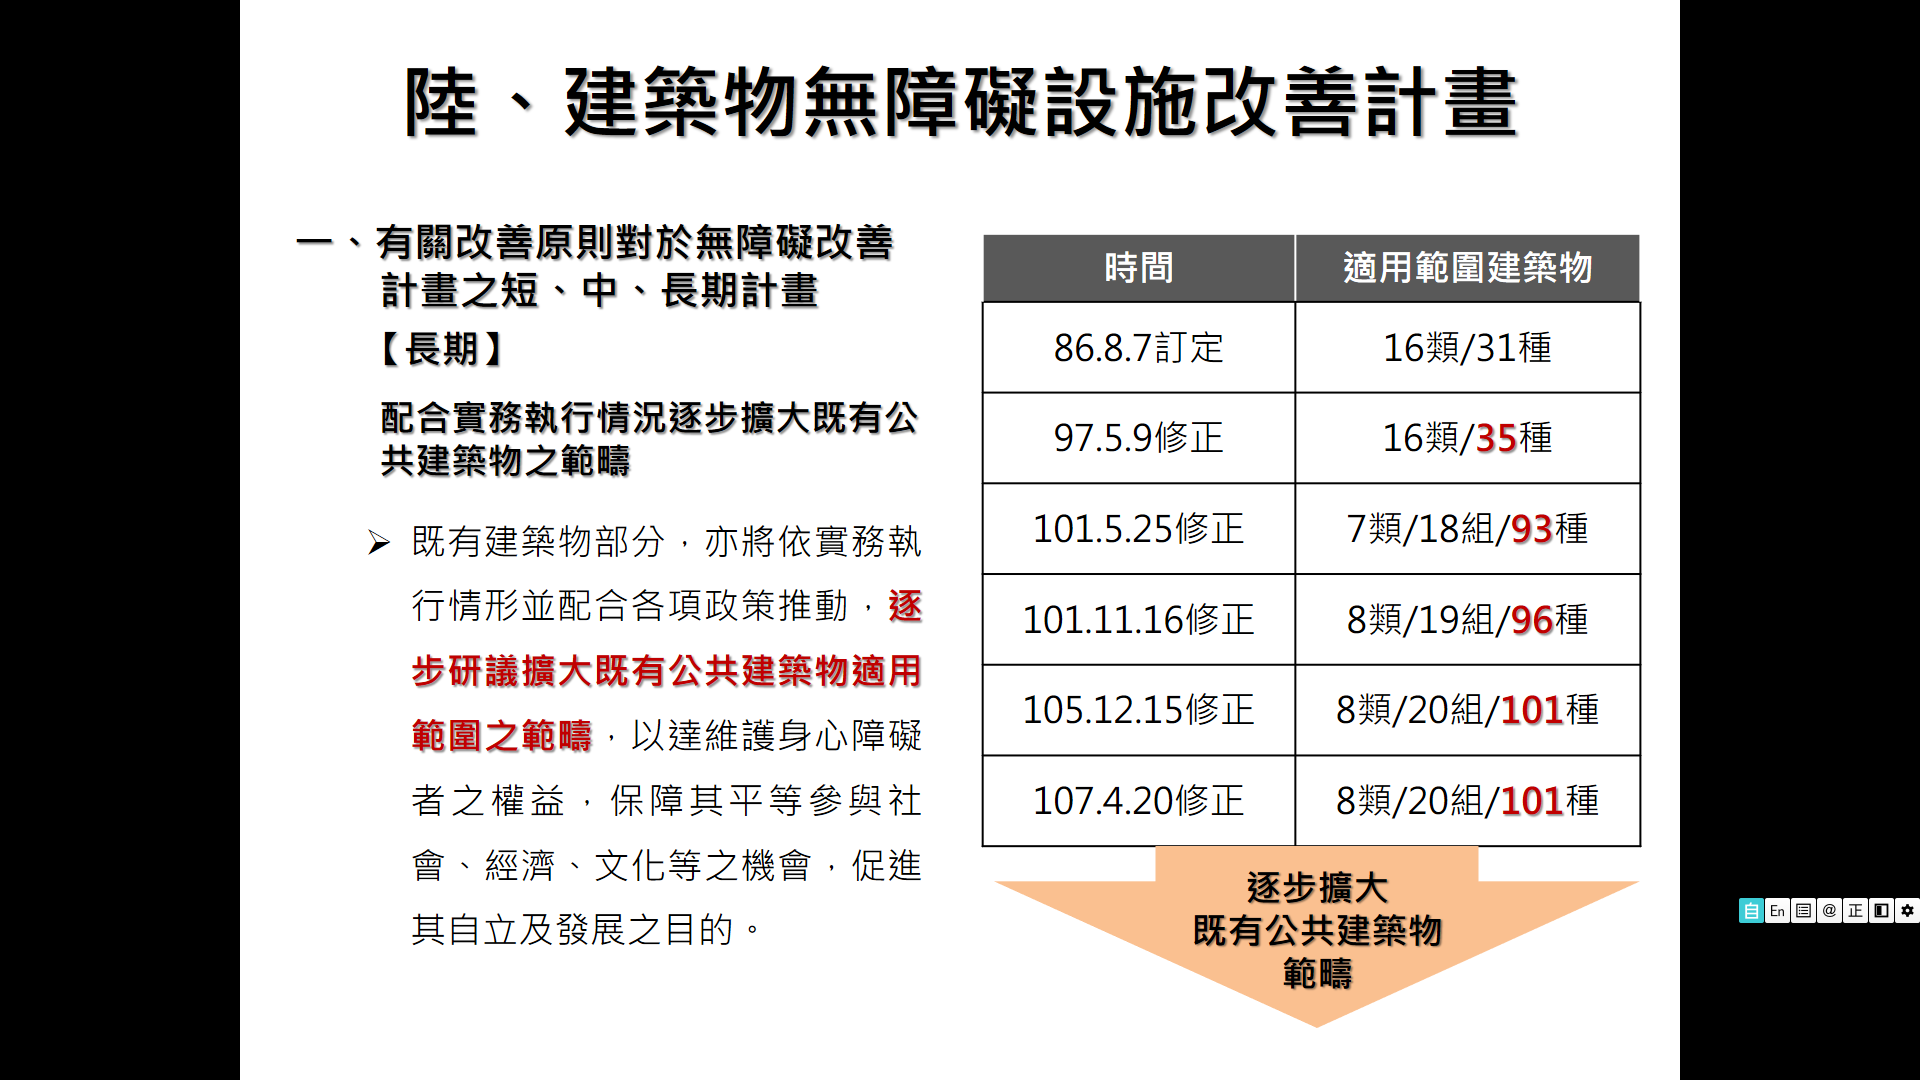 陸、建築物無障礙設施改善計畫
一、有關改善原則對於無障礙改善
計畫之短、中、長期計畫
【長期】
配合實務執行情況逐步擴大既有公
共建築物之範疇
➢ 既有建築物部分，亦將依實務執
行情形並配合各項政策推動，逐
步研議擴大既有公共建築物適用
範圍之範疇，以達維護身心障礙
者之權益，保障其平等參與社
會、經濟、文化等之機會，促進
其自立及發展之目的。
時間 適用範圍建築物
86.8.7訂定 16類/31種
97.5.9修正 16類/35種
101.5.25修正 7類/18組/93種
101.11.16修正 8類/19組/96種
105.12.15修正 8類/20組/101種
107.4.20修正 8類/20組/101種
逐步擴大
既有公共建築物
範疇
自 En @ 正